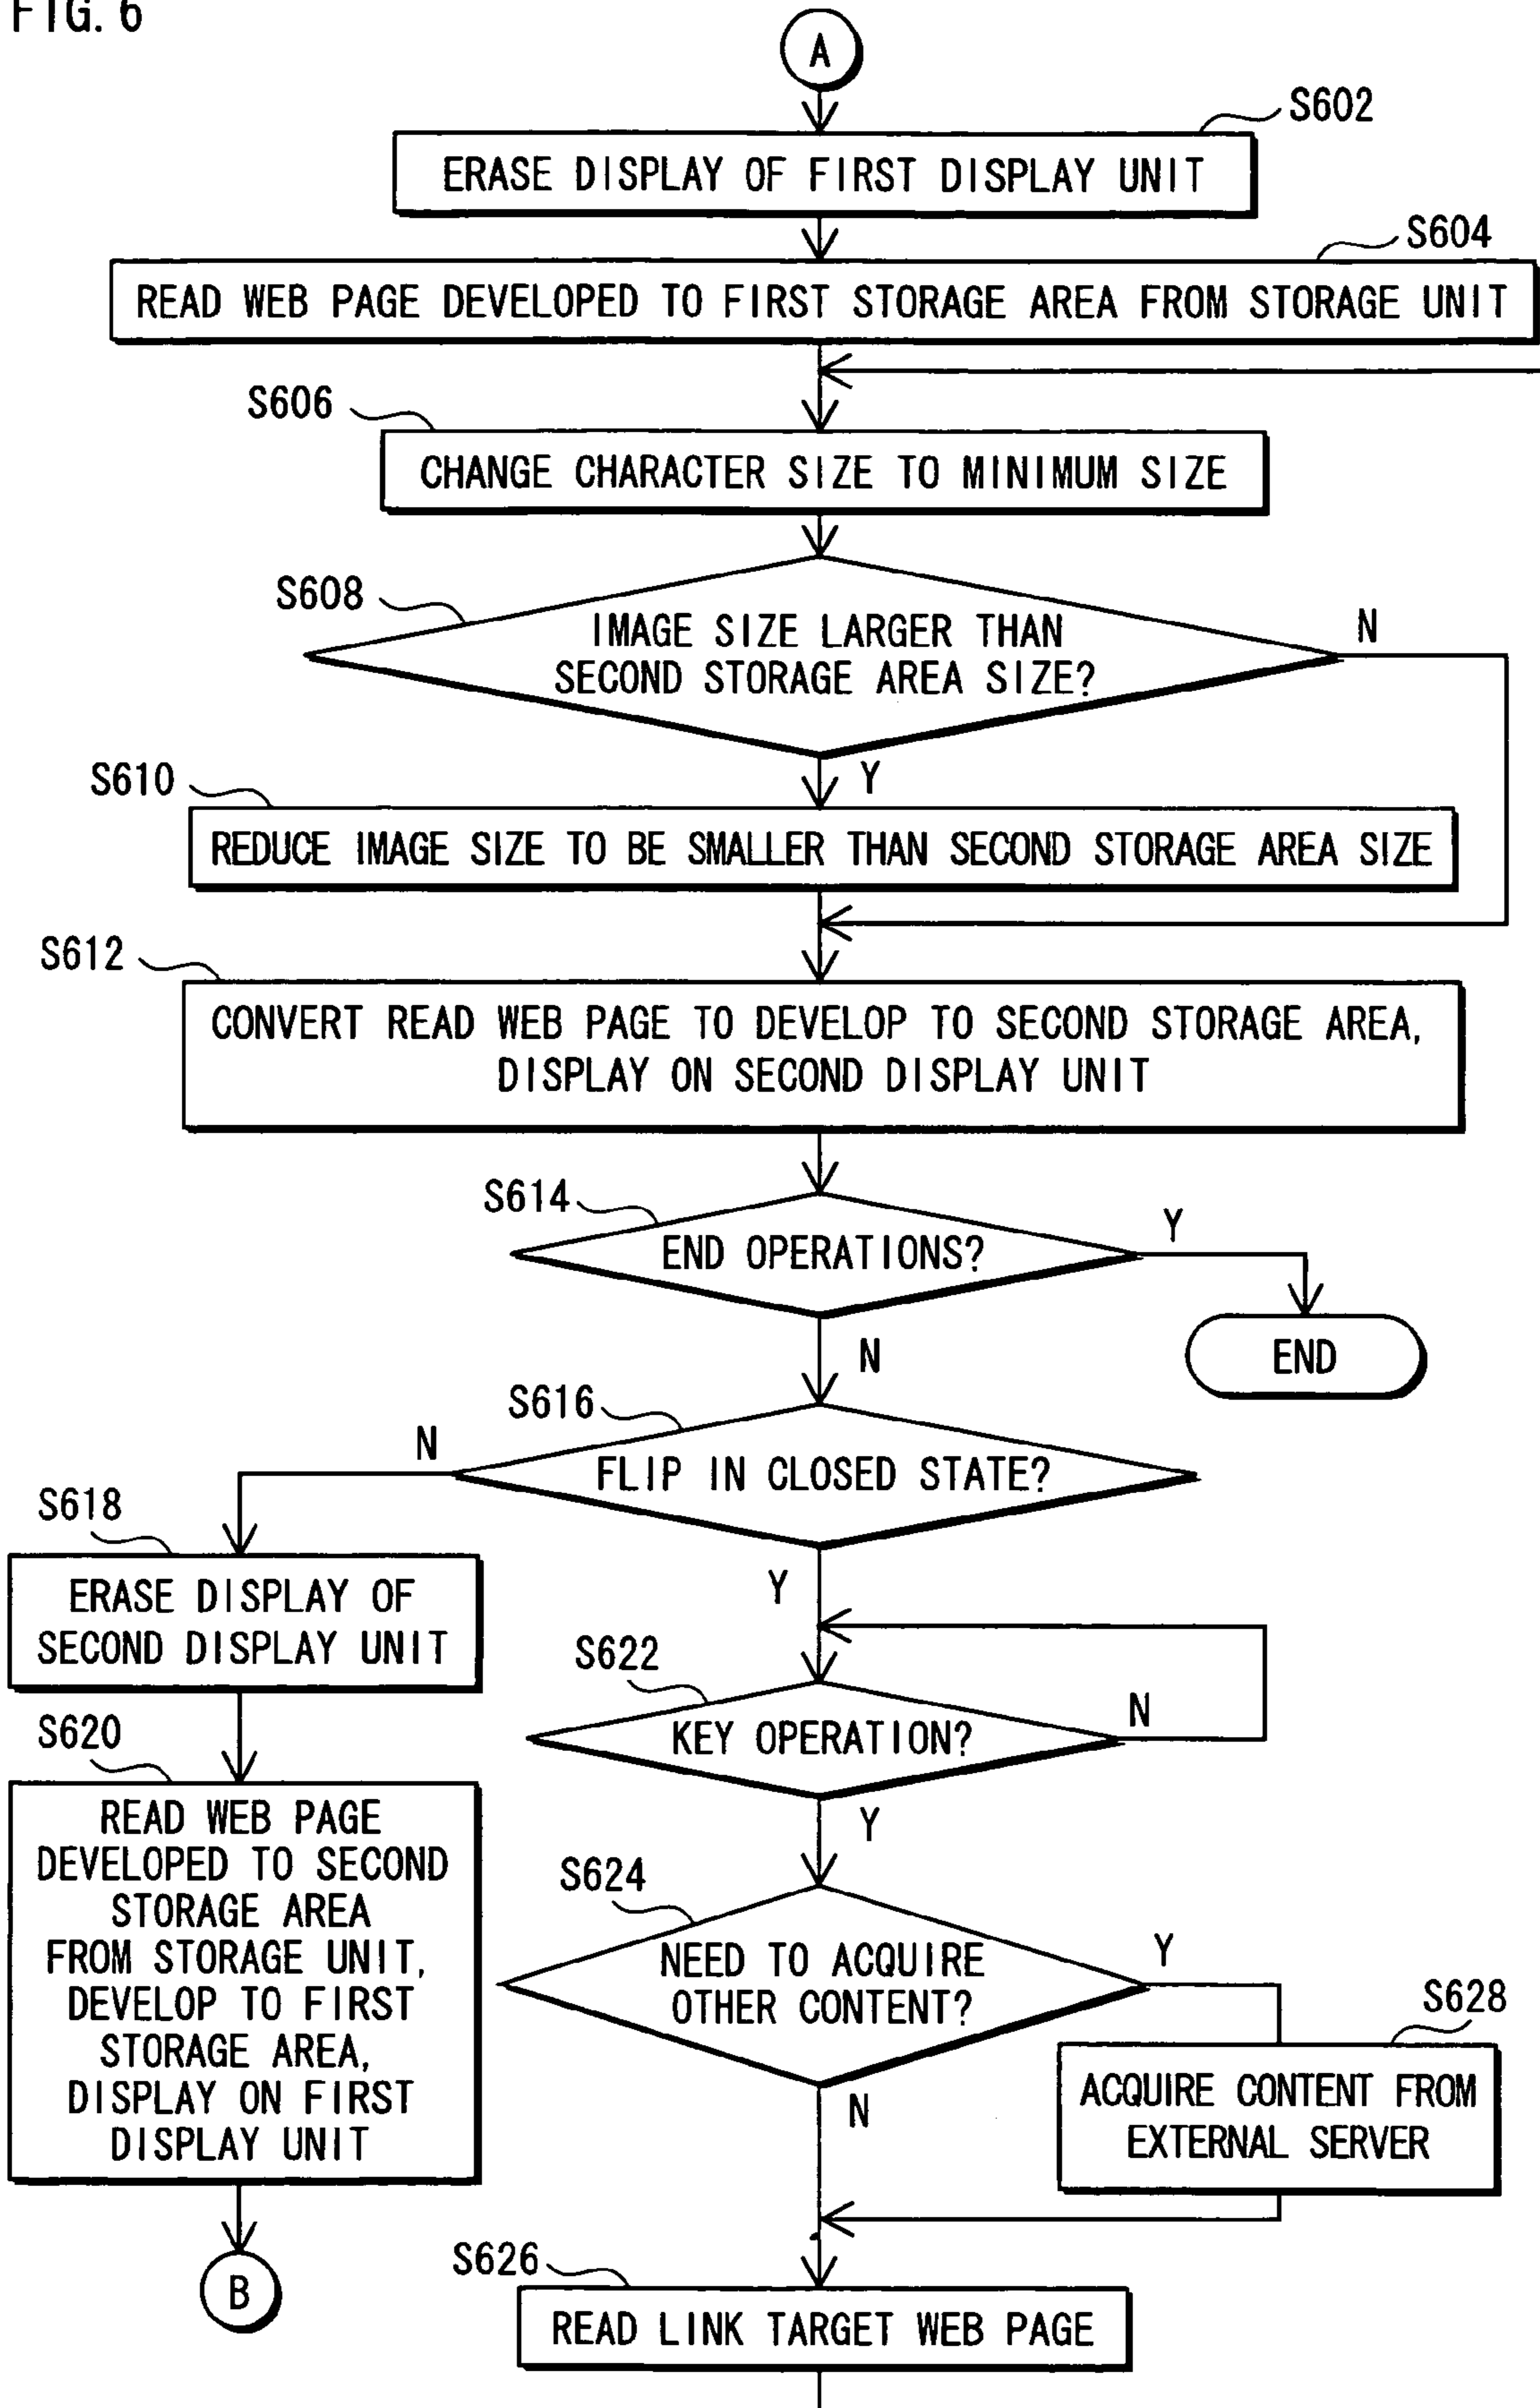 FIG. 6
A
S602
ERASE DISPLAY OF FIRST DISPLAY UNIT
S604
READ WEB PAGE DEVELOPED TO FIRST STORAGE AREA FROM STORAGE UNIT
S606
CHANGE CHARACTER SIZE TO MINIMUM SIZE
S608
IMAGE SIZE LARGER THAN
SECOND STORAGE AREA SIZE?
N
Y
S610
REDUCE IMAGE SIZE TO BE SMALLER THAN SECOND STORAGE AREA SIZE
S612
CONVERT READ WEB PAGE TO DEVELOP TO SECOND STORAGE AREA,
DISPLAY ON SECOND DISPLAY UNIT
S614
END OPERATIONS?
Y
END
N
S616
FLIP IN CLOSED STATE?
N
Y
S618
ERASE DISPLAY OF
SECOND DISPLAY UNIT
S620
READ WEB PAGE
DEVELOPED TO SECOND
STORAGE AREA
FROM STORAGE UNIT,
DEVELOP TO FIRST
STORAGE AREA,
DISPLAY ON FIRST
DISPLAY UNIT
B
S622
KEY OPERATION?
N
Y
S624
NEED TO ACQUIRE
OTHER CONTENT?
Y
N
S628
ACQUIRE CONTENT FROM
EXTERNAL SERVER
S626
READ LINK TARGET WEB PAGE